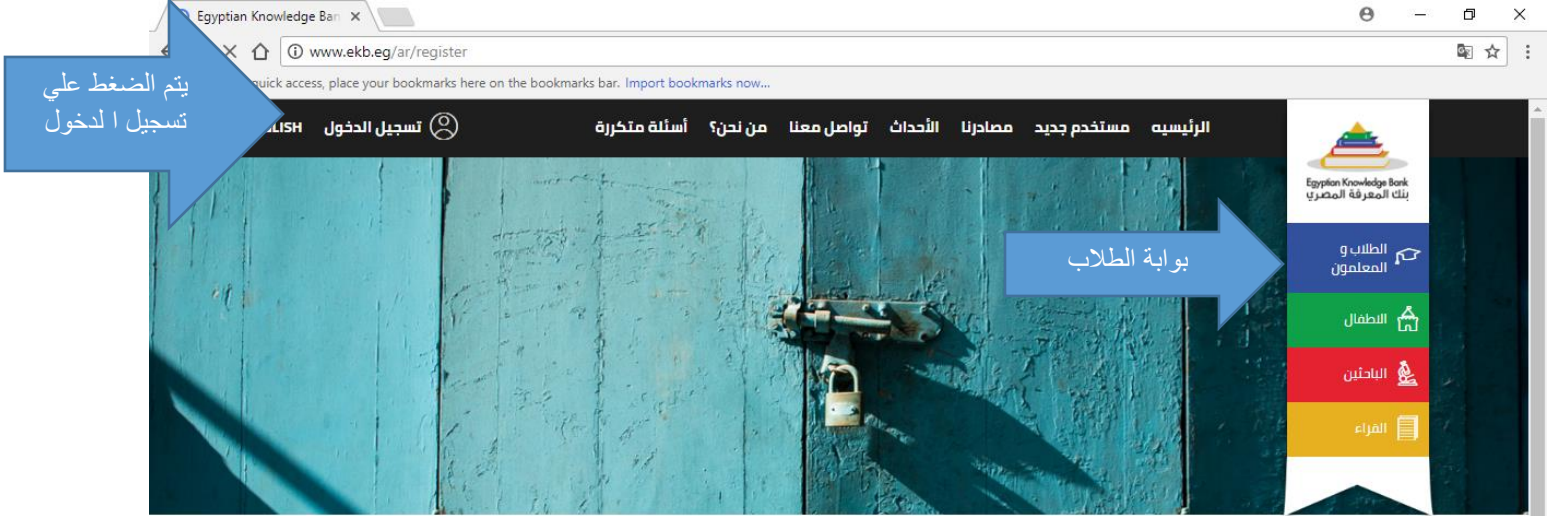 Egyptian Knowledge Ban
www.ekb.eg/ar/register
quick access, place your bookmarks here on the bookmarks bar. Import bookmarks now...
يتم الضغط علي
تسجيل ا لدخول
الرئيسيه مستخدم جديد مصادرنا الأحداث تواصل معنا من نحن؟ أسئلة متكررة تسجيل الدخول LISH
Egyptian Knowledge Bank
بنك المعرفة المصري
بوابة الطلاب
الطلاب و
المعلمون
الاطفال
الباحثين
القراء